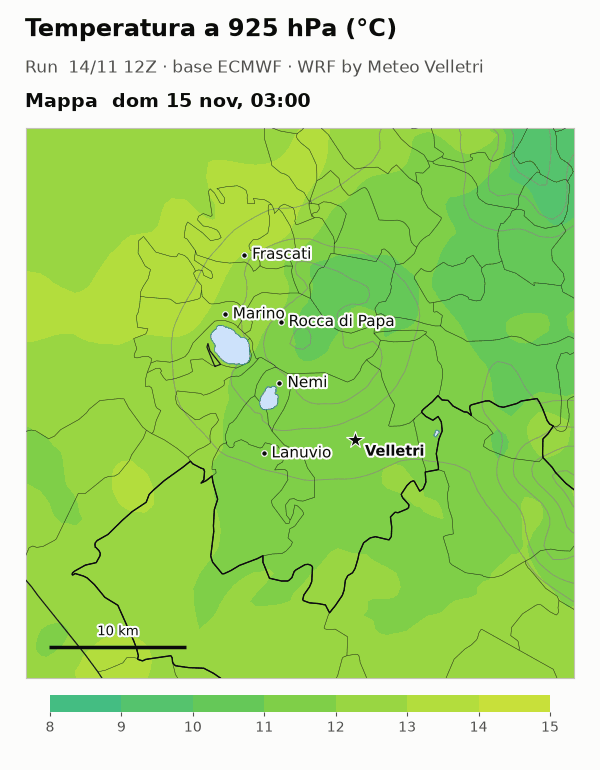 Temperatura a 925 hPa (°C)
Run  14/11 12Z · base ECMWF · WRF by Meteo Velletri
Mappa  dom 15 nov, 03:00
Frascati
Marino
Rocca di Papa
Nemi
Velletri
Lanuvio
10 km
8 9 10 11 12 13 14 15